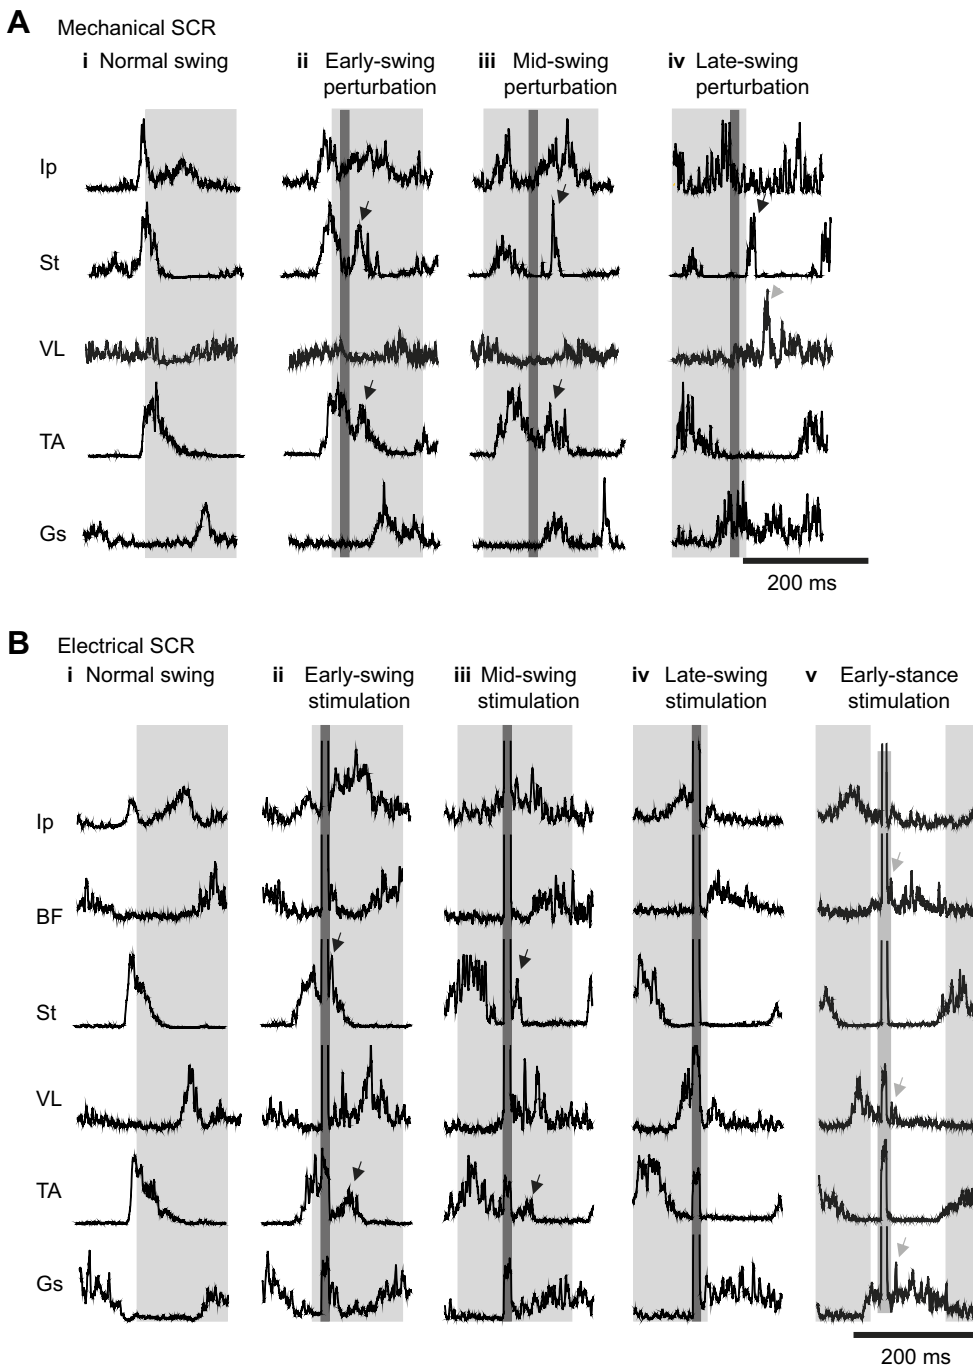 A Mechanical SCR
i Normal swing ii Early-swing iii Mid-swing iv Late-swing
perturbation perturbation perturbation
Ip
St
VL
TA
Gs
200 ms
B Electrical SCR
i Normal swing ii Early-swing iii Mid-swing iv Late-swing v Early-stance
stimulation stimulation stimulation stimulation
Ip
BF
St
VL
TA
Gs
200 ms